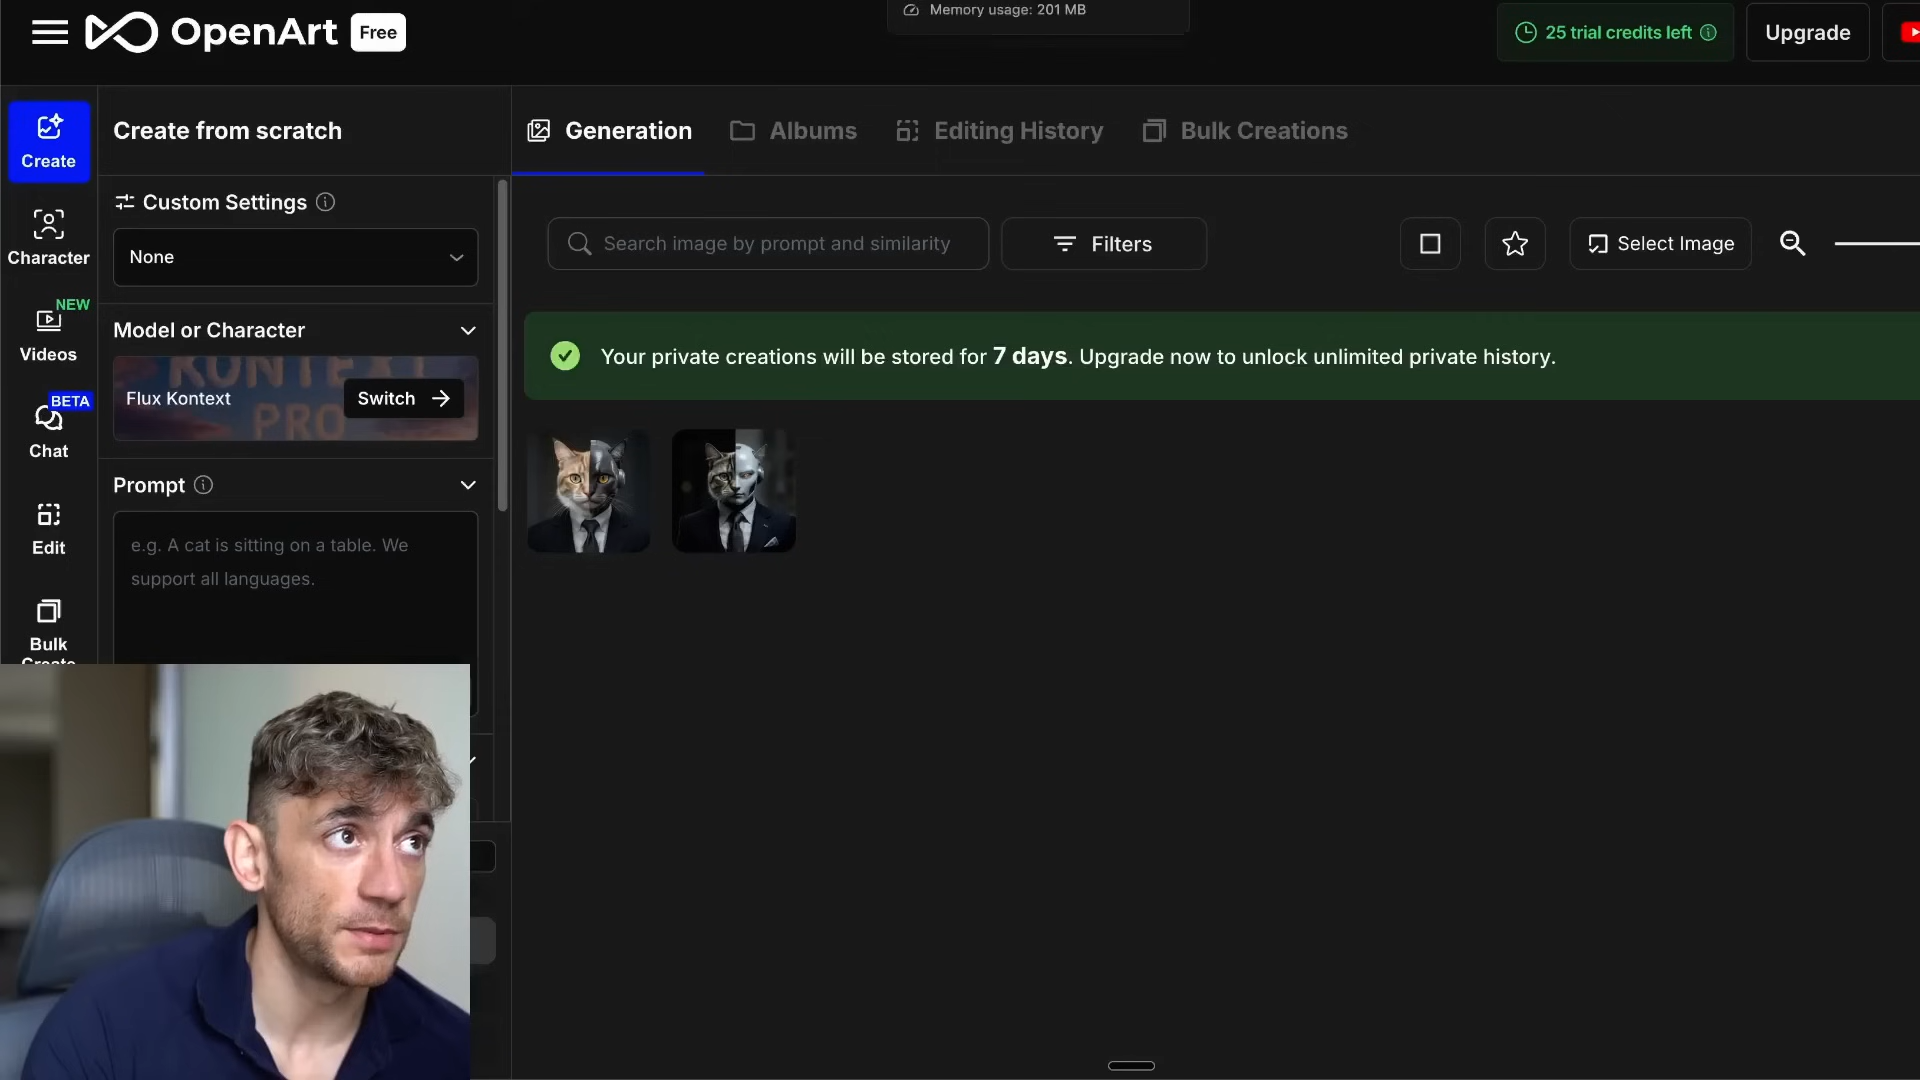 Memory usage: 201 MB
OpenArt Free
25 trial credits left
Upgrade
Create
Character
NEW
Videos
BETA
Chat
Edit
Bulk
Create
Create from scratch
Custom Settings
None
Model or Character
KONTEXT
PRO
Flux Kontext
Switch
Prompt
e.g. A cat is sitting on a table. We
support all languages.
Generation
Albums
Editing History
Bulk Creations
Search image by prompt and similarity
Filters
Select Image
Your private creations will be stored for 7 days. Upgrade now to unlock unlimited private history.